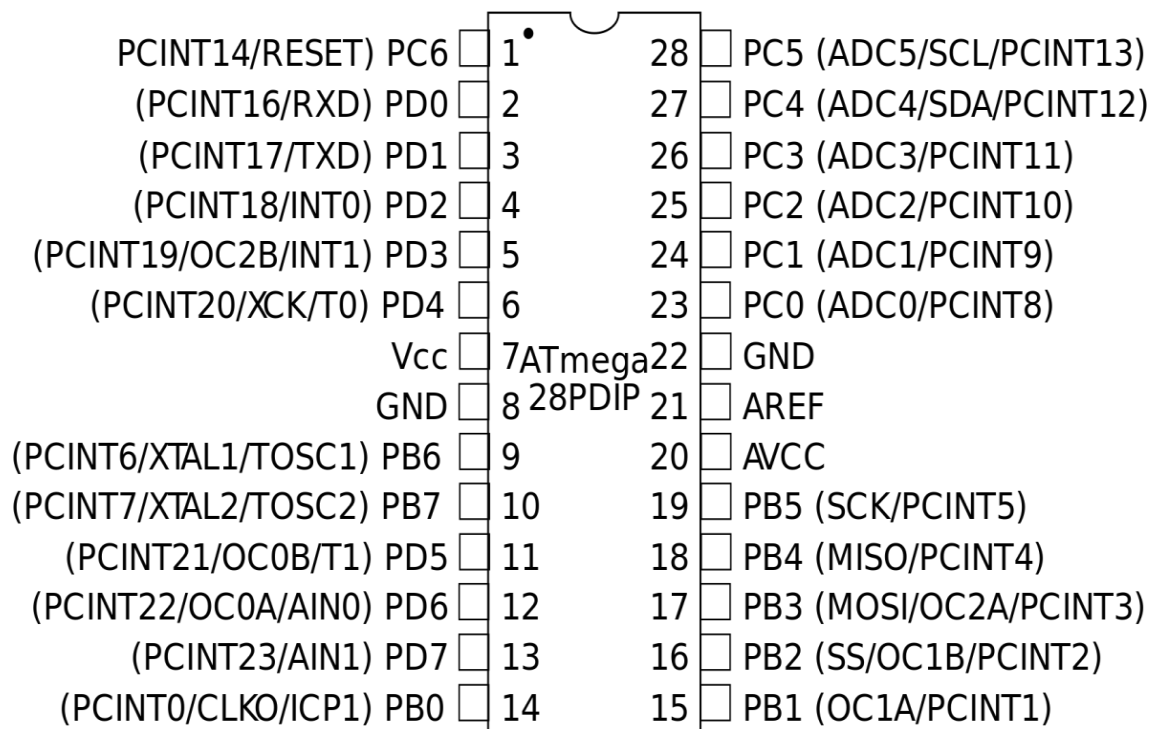 PCINT14/RESET) PC6 1 28 PC5 (ADC5/SCL/PCINT13)
(PCINT16/RXD) PD0 2 27 PC4 (ADC4/SDA/PCINT12)
(PCINT17/TXD) PD1 3 26 PC3 (ADC3/PCINT11)
(PCINT18/INT0) PD2 4 25 PC2 (ADC2/PCINT10)
(PCINT19/OC2B/INT1) PD3 5 24 PC1 (ADC1/PCINT9)
(PCINT20/XCK/T0) PD4 6 23 PC0 (ADC0/PCINT8)
Vcc 7 ATmega 22 GND
GND 8 28PDIP 21 AREF
(PCINT6/XTAL1/TOSC1) PB6 9 20 AVCC
(PCINT7/XTAL2/TOSC2) PB7 10 19 PB5 (SCK/PCINT5)
(PCINT21/OC0B/T1) PD5 11 18 PB4 (MISO/PCINT4)
(PCINT22/OC0A/AIN0) PD6 12 17 PB3 (MOSI/OC2A/PCINT3)
(PCINT23/AIN1) PD7 13 16 PB2 (SS/OC1B/PCINT2)
(PCINT0/CLKO/ICP1) PB0 14 15 PB1 (OC1A/PCINT1)